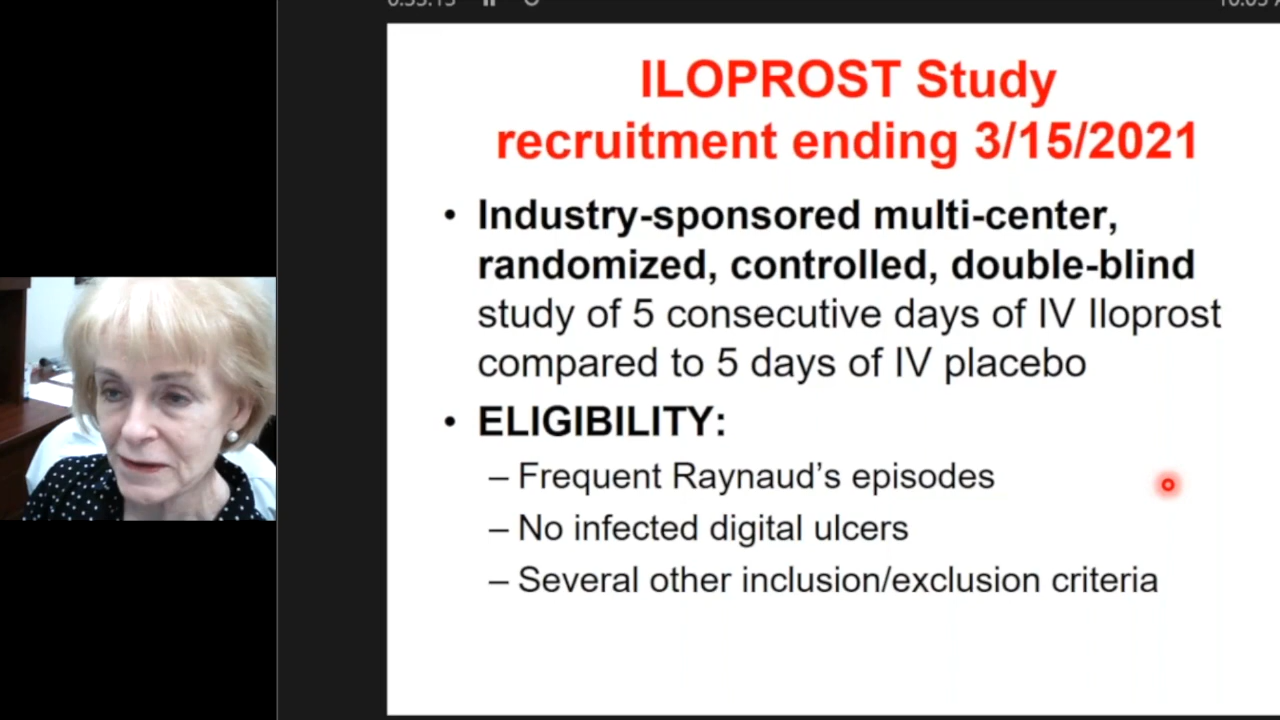 ILOPROST Study
recruitment ending 3/15/2021
• Industry-sponsored multi-center,
randomized, controlled, double-blind
study of 5 consecutive days of IV Iloprost
compared to 5 days of IV placebo
• ELIGIBILITY:
– Frequent Raynaud’s episodes
– No infected digital ulcers
– Several other inclusion/exclusion criteria